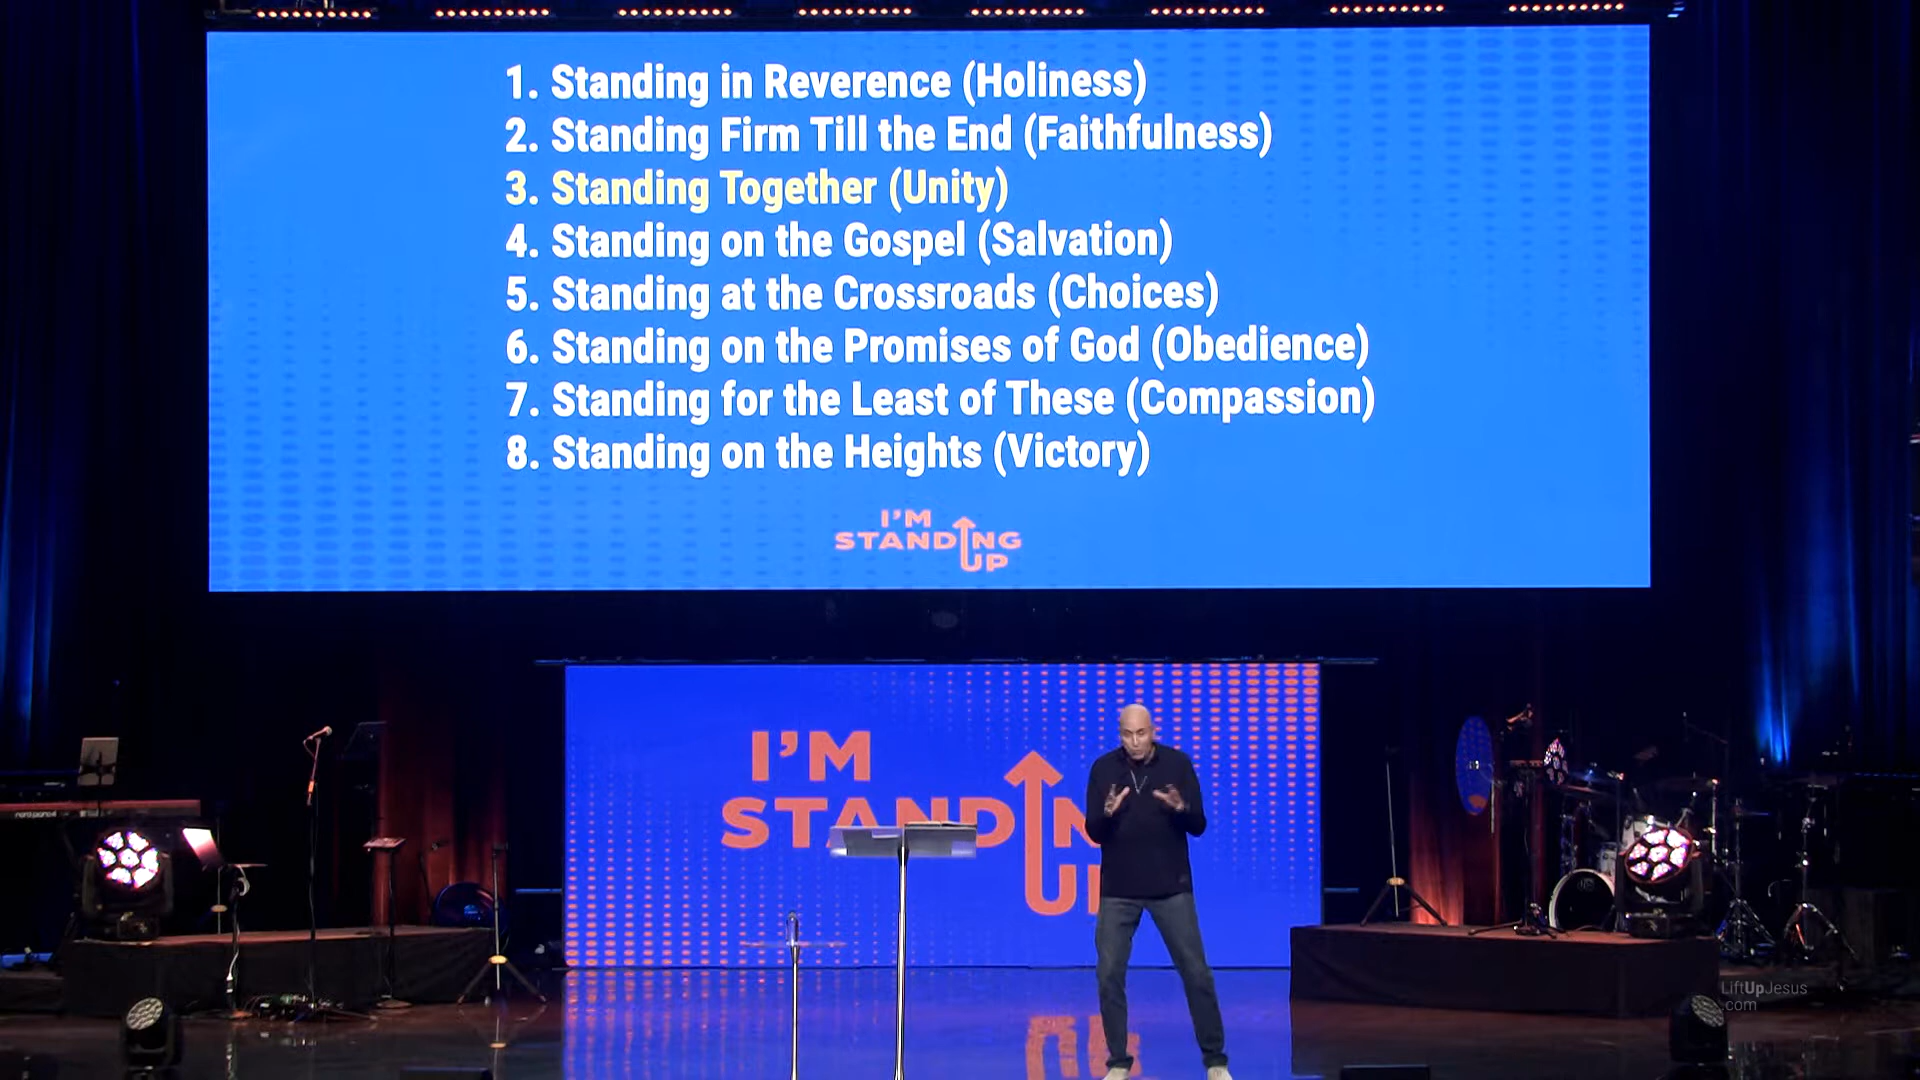 1. Standing in Reverence (Holiness)
2. Standing Firm Till the End (Faithfulness)
3. Standing Together (Unity)
4. Standing on the Gospel (Salvation)
5. Standing at the Crossroads (Choices)
6. Standing on the Promises of God (Obedience)
7. Standing for the Least of These (Compassion)
8. Standing on the Heights (Victory)
I'M
STANDING
UP
I'M
STANDING
UP
LiftUpJesus
.com